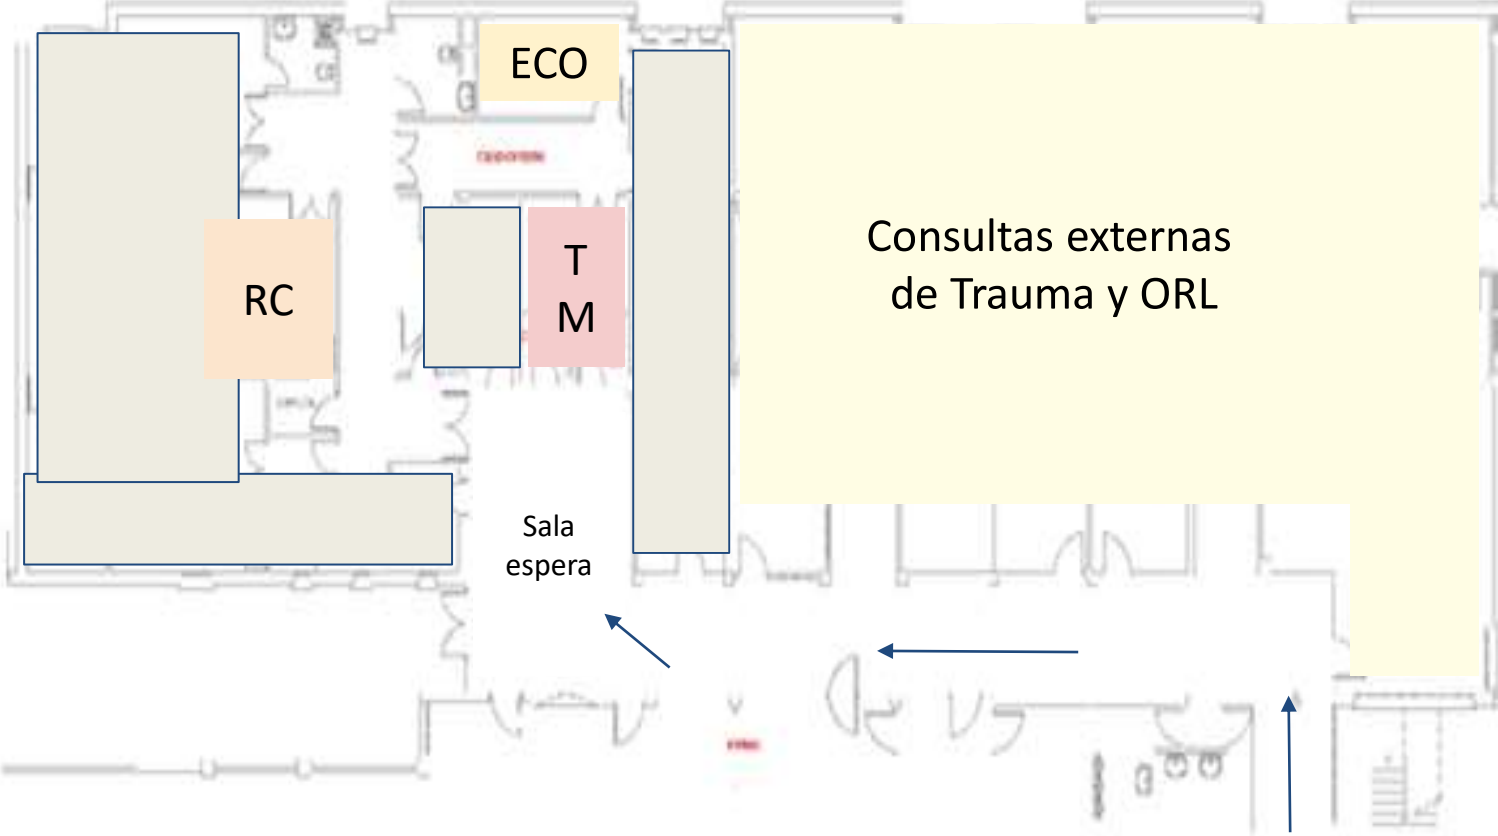 ECO
RC
T
M
Consultas externas
de Trauma y ORL
Sala
espera